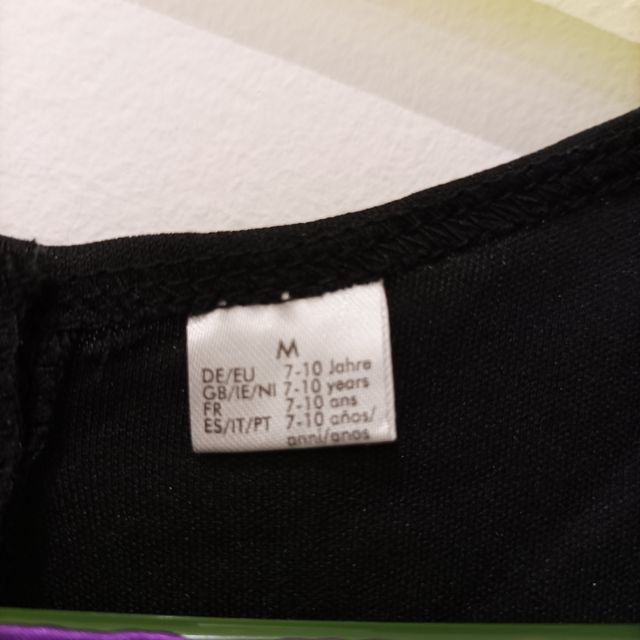 M
DE/EU 7-10 Jahre
GB/IE/NI 7-10 years
FR 7-10 ans
ES/IT/PT 7-10 años/
anni/anos